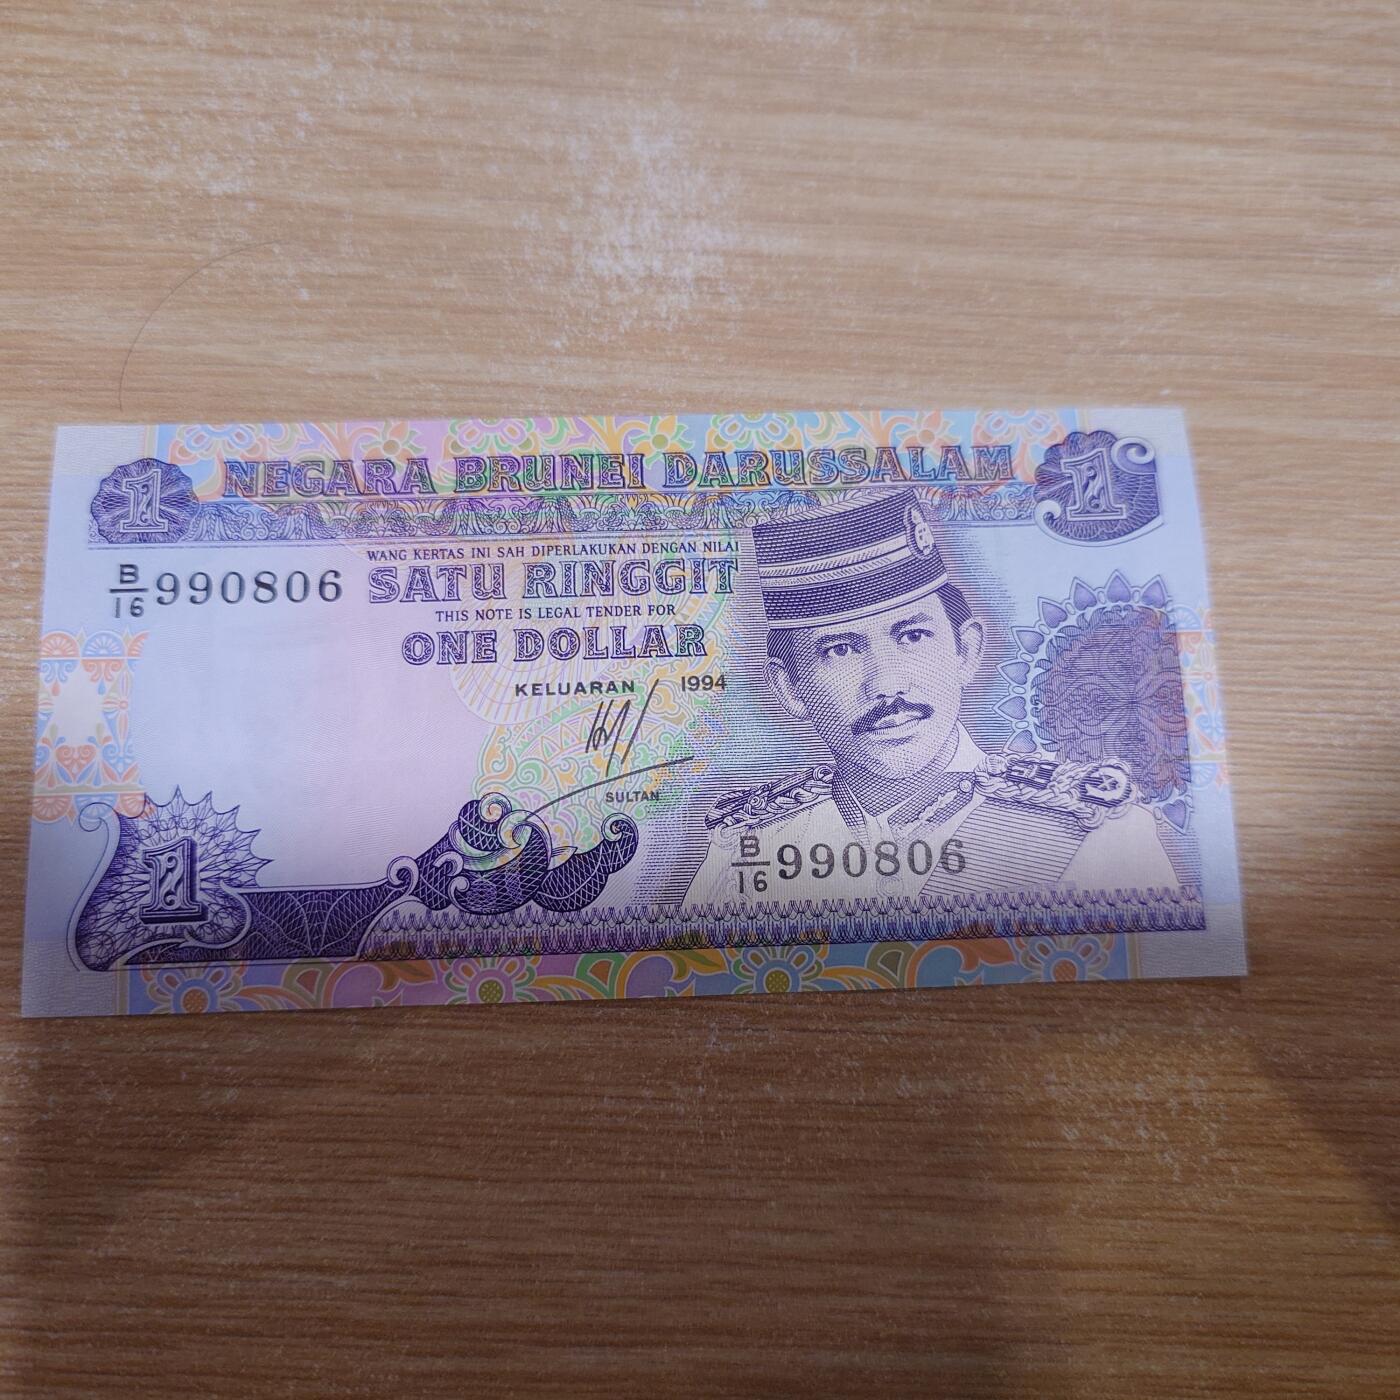 1 NEGARA BRUNEI DARUSSALAM 1
WANG KERTAS INI SAH DIPERLAKUKAN DENGAN NILAI
SATU RINGGIT
B/16 990806
THIS NOTE IS LEGAL TENDER FOR
ONE DOLLAR
KELUARAN 1994
SULTAN
B/16 990806
1